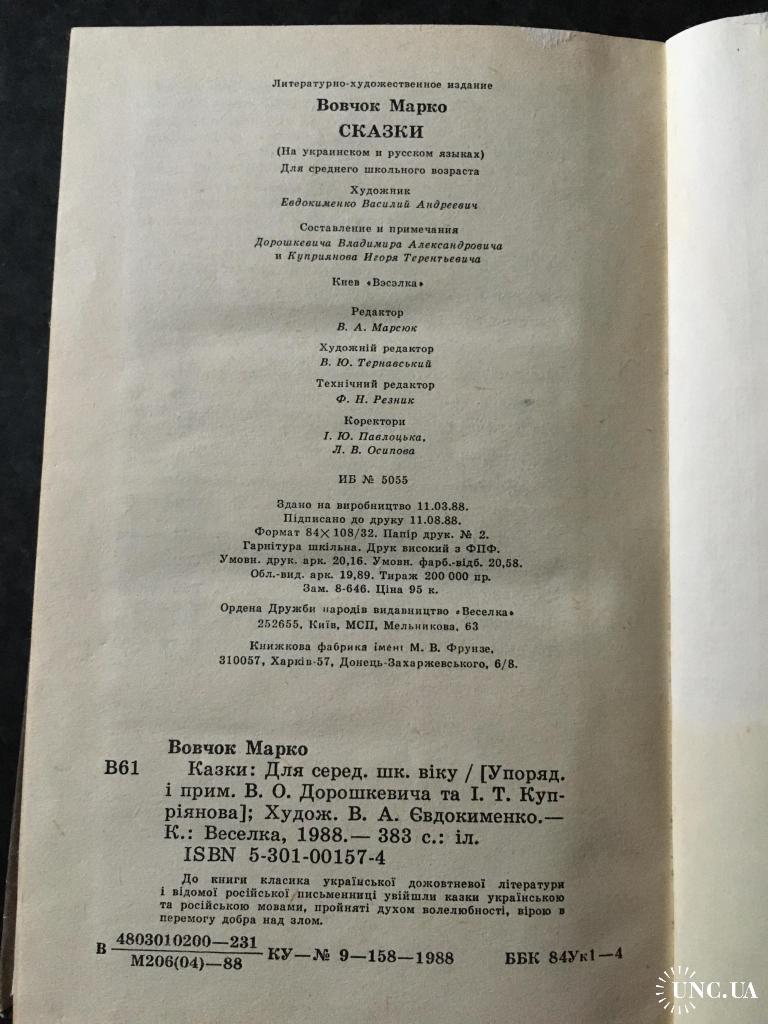 Литературно-художественное издание
Вовчок Марко
СКАЗКИ
(На украинском и русском языках)
Для среднего школьного возраста
Художник
Евдокименко Василий Андреевич
Составление и примечания
Дорошкевича Владимира Александровича
и Куприянова Игоря Терентьевича
Киев «Вэсэлка»
Редактор
В. А. Марсюк
Художній редактор
В. Ю. Тернавський
Технічний редактор
Ф. Н. Резник
Коректори
І. Ю. Павлоцька,
Л. В. Осипова
ИБ № 5055
Здано на виробництво 11.03.88.
Підписано до друку 11.08.88.
Формат 84×108/32. Папір друк. № 2.
Гарнітура шкільна. Друк високий з ФПФ.
Умовн. друк. арк. 20,16. Умовн. фарб.-відб. 20,58.
Обл.-вид. арк. 19,89. Тираж 200 000 пр.
Зам. 8-646. Ціна 95 к.
Ордена Дружби народів видавництво «Веселка»
252655, Київ, МСП, Мельникова, 63
Книжкова фабрика імені М. В. Фрунзе,
310057, Харків-57, Донець-Захаржевського, 6/8.
Вовчок Марко
В61 Казки: Для серед. шк. віку / [Упоряд.
і прим. В. О. Дорошкевича та І. Т. Куп-
ріянова]; Худож. В. А. Євдокименко.—
К.: Веселка, 1988.— 383 с.: іл.
ISBN 5-301-00157-4
До книги класика української дожовтневої літератури
і відомої російської письменниці увійшли казки українською
та російською мовами, пройняті духом волелюбності, вірою в
перемогу добра над злом.
В 4803010200—231
М206(04)—88 КУ—№ 9—158—1988 ББК 84Ук1—4
UNC.UA